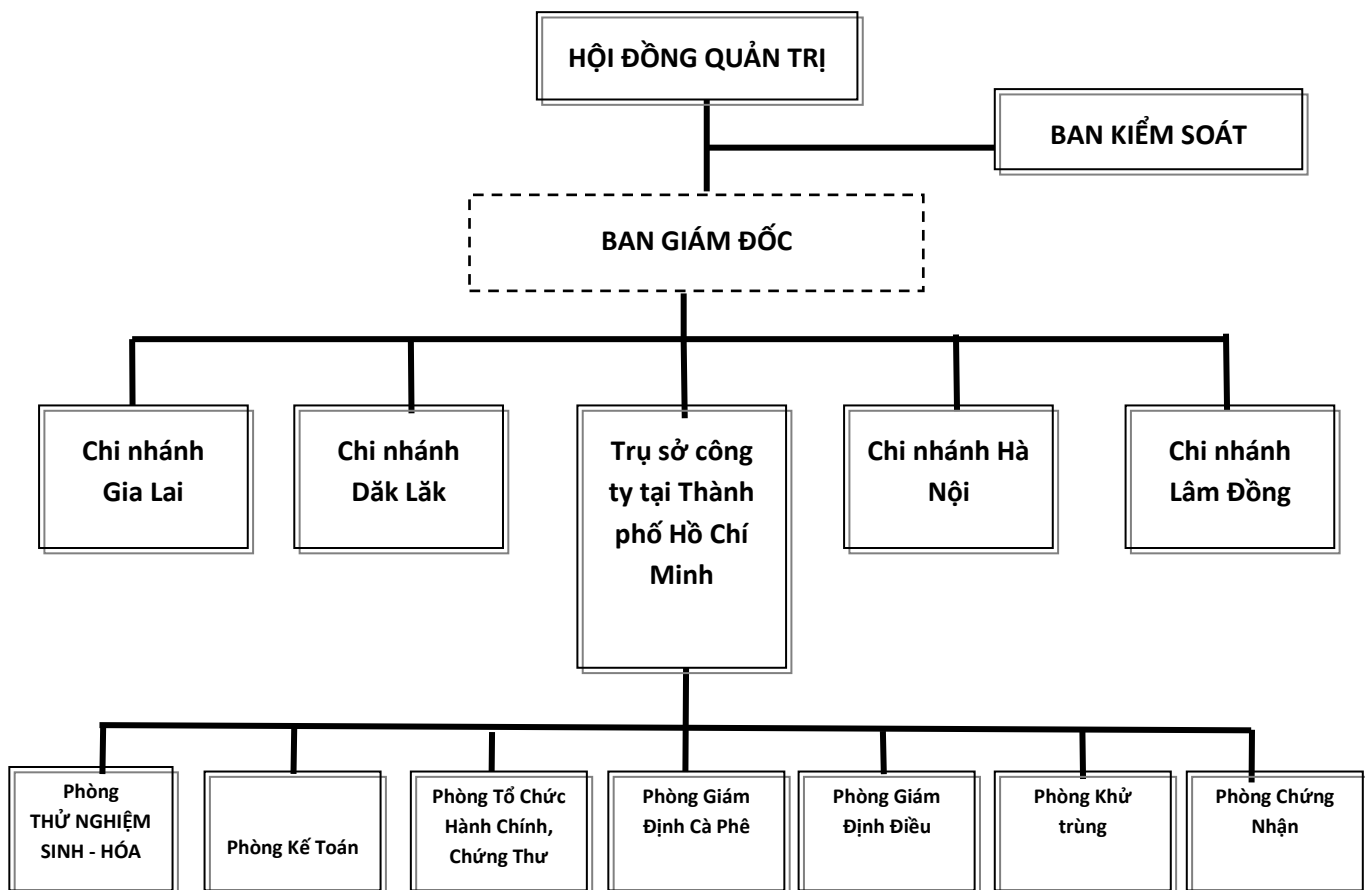 HỘI ĐỒNG QUẢN TRỊ
BAN KIỂM SOÁT
BAN GIÁM ĐỐC
Chi nhánh
Gia Lai
Chi nhánh
Dăk Lăk
Trụ sở công
ty tại Thành
phố Hồ Chí
Minh
Chi nhánh Hà
Nội
Chi nhánh
Lâm Đồng
Phòng
THỬ NGHIỆM
SINH - HÓA
Phòng Kế Toán
Phòng Tổ Chức
Hành Chính,
Chứng Thư
Phòng Giám
Định Cà Phê
Phòng Giám
Định Điều
Phòng Khử
trùng
Phòng Chứng
Nhận